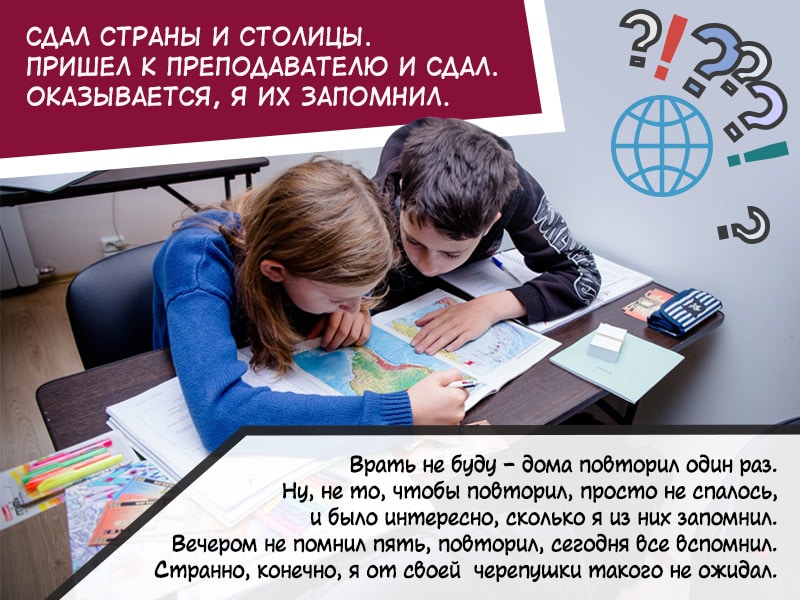 СДАЛ СТРАНЫ И СТОЛИЦЫ.
ПРИШЕЛ К ПРЕПОДАВАТЕЛЮ И СДАЛ.
ОКАЗЫВАЕТСЯ, Я ИХ ЗАПОМНИЛ.
?!????!
?
Врать не буду – дома повторил один раз.
Ну, не то, чтобы повторил, просто не спалось,
и было интересно, сколько я из них запомнил.
Вечером не помнил пять, повторил, сегодня все вспомнил.
Странно, конечно, я от своей черепушки такого не ожидал.